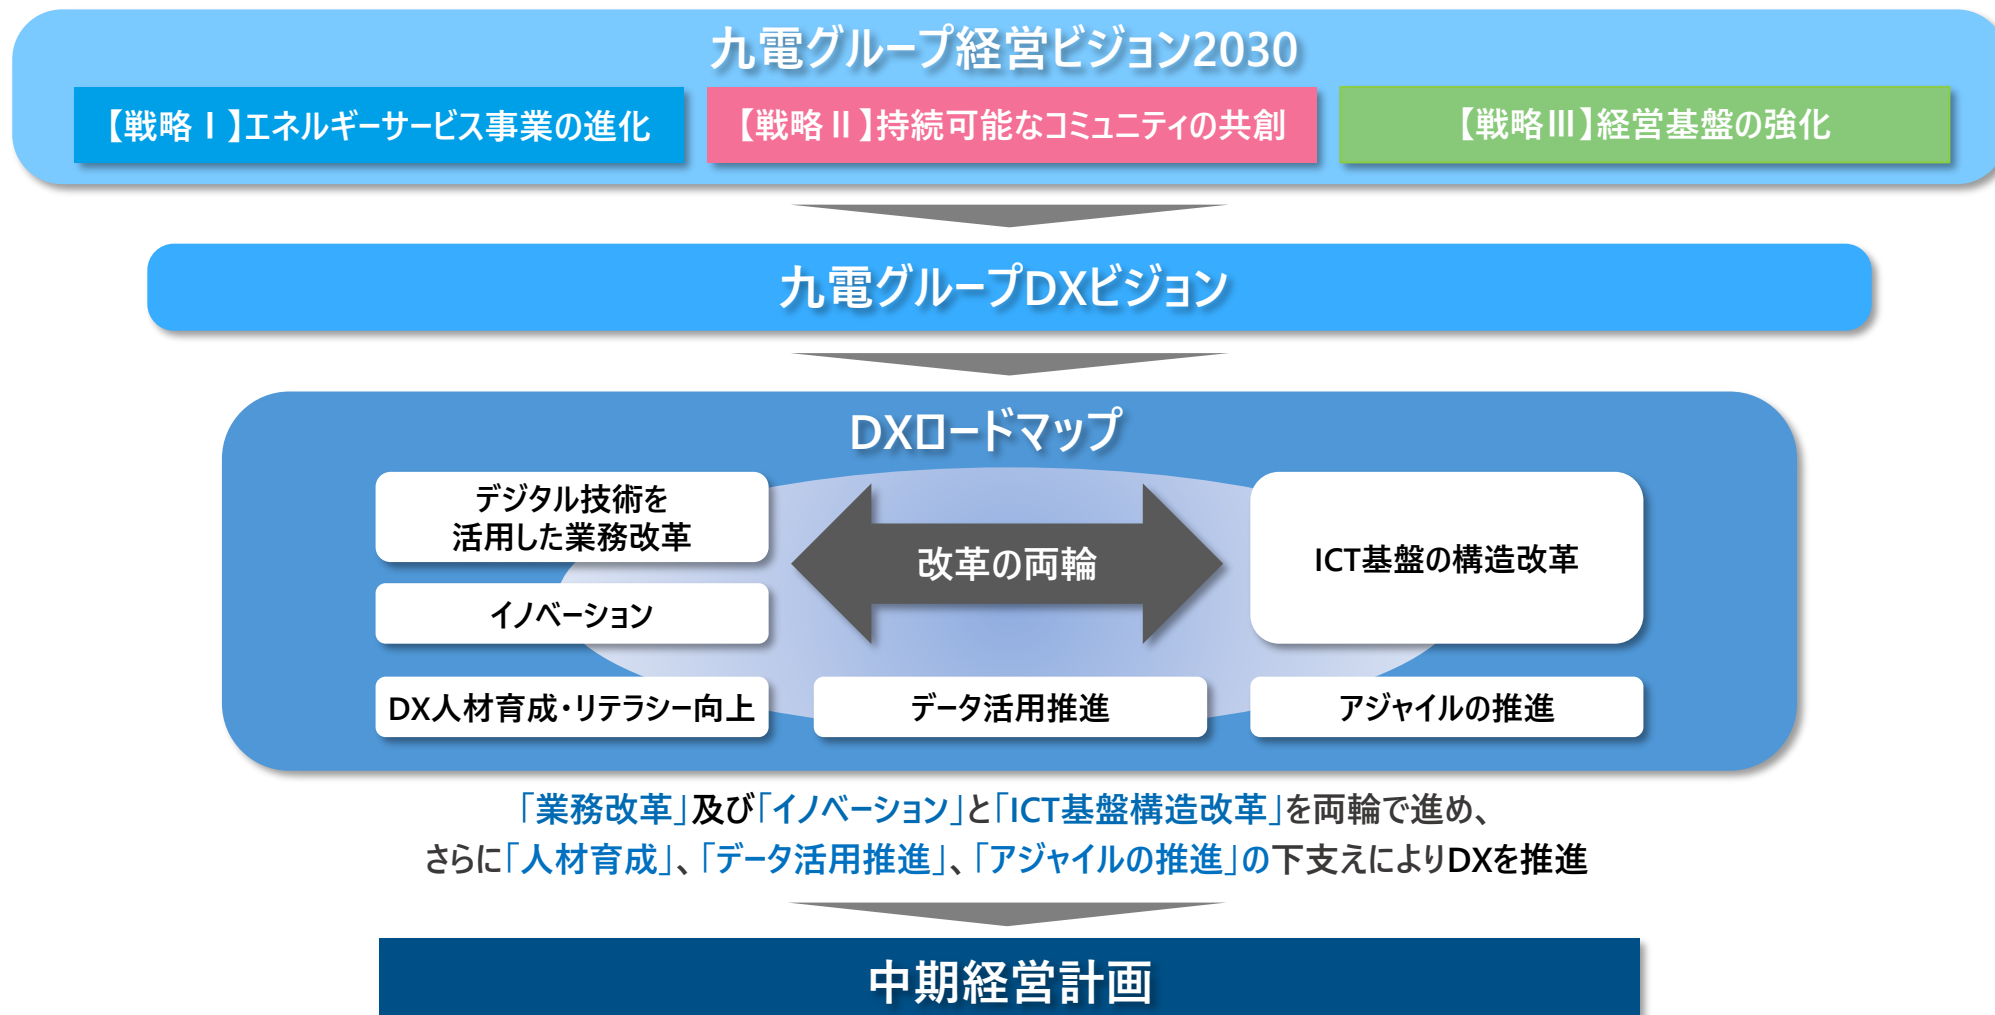 九電グループ経営ビジョン2030
【戦略Ⅰ】エネルギーサービス事業の進化
【戦略Ⅱ】持続可能なコミュニティの共創
【戦略Ⅲ】経営基盤の強化
九電グループDXビジョン
DXロードマップ
デジタル技術を
活用した業務改革
イノベーション
改革の両輪
ICT基盤の構造改革
DX人材育成・リテラシー向上
データ活用推進
アジャイルの推進
「業務改革」及び「イノベーション」と「ICT基盤構造改革」を両輪で進め、
さらに「人材育成」、「データ活用推進」、「アジャイルの推進」の下支えによりDXを推進
中期経営計画